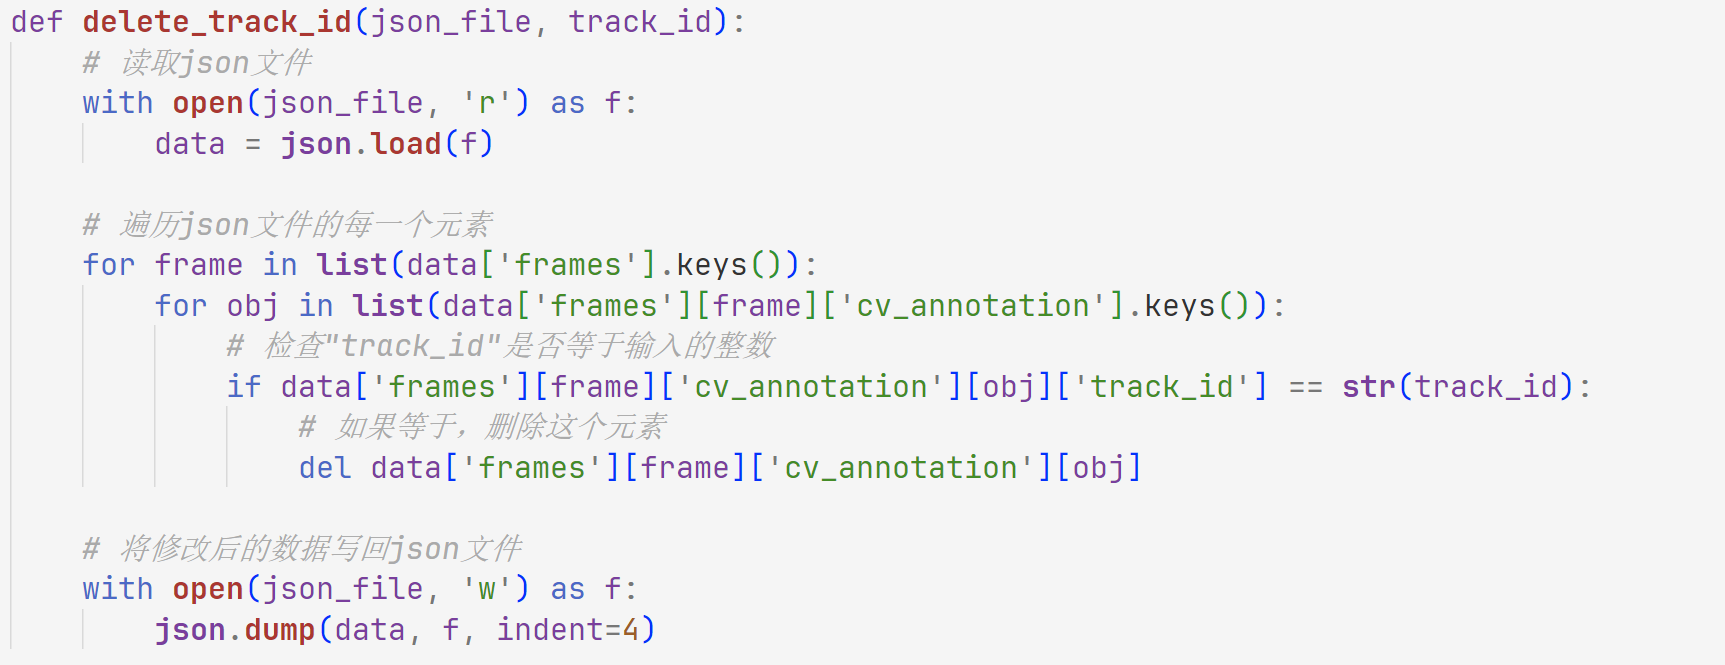 def delete_track_id(json_file, track_id):
    # 读取json文件
    with open(json_file, 'r') as f:
        data = json.load(f)

    # 遍历json文件的每一个元素
    for frame in list(data['frames'].keys()):
        for obj in list(data['frames'][frame]['cv_annotation'].keys()):
            # 检查"track_id"是否等于输入的整数
            if data['frames'][frame]['cv_annotation'][obj]['track_id'] == str(track_id):
                # 如果等于，删除这个元素
                del data['frames'][frame]['cv_annotation'][obj]

    # 将修改后的数据写回json文件
    with open(json_file, 'w') as f:
        json.dump(data, f, indent=4)